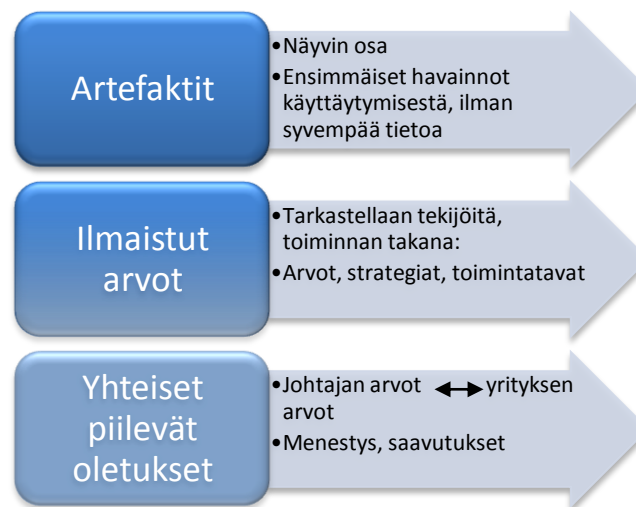 Artefaktit
•Näyvin osa
•Ensimmäiset havainnot
käyttäytymisestä, ilman
syvempää tietoa
Ilmaistut
arvot
•Tarkastellaan tekijöitä,
toiminnan takana:
•Arvot, strategiat, toimintatavat
Yhteiset
piilevät
oletukset
•Johtajan arvot ↔ yrityksen
arvot
•Menestys, saavutukset